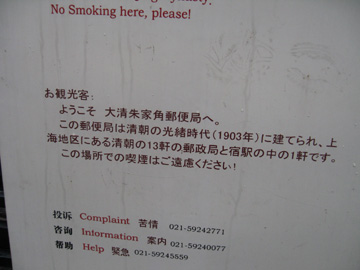 No Smoking here, please!
お観光客:
ようこそ 大清朱家角郵便局へ。
この郵便局は清朝の光緒時代(1903年)に建てられ、上
海地区にある清朝の13軒の郵政局と宿駅の中の1軒です。
この場所での喫煙はご遠慮ください!
投诉 Complaint 苦情 021-59242771
咨询 Intormation 案内 021-59240077
帮助 Help 緊急 021-59245559